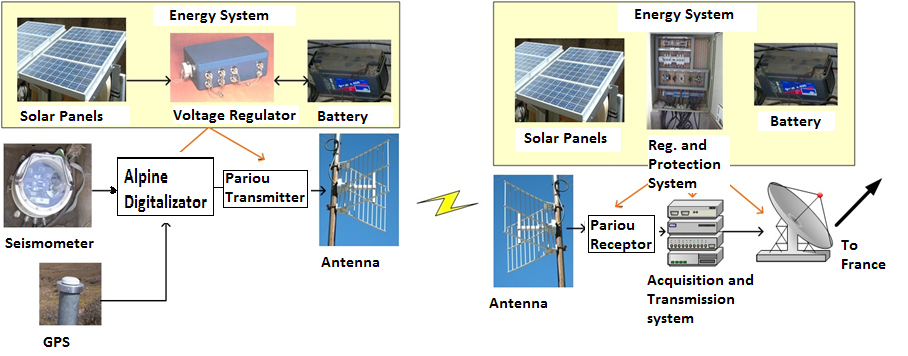 Energy System
Solar Panels
Voltage Regulator
Battery
Seismometer
Alpine
Digitalizator
Pariou
Transmitter
Antenna
GPS
Energy System
Solar Panels
Reg. and
Protection
System
Battery
Antenna
Pariou
Receptor
Acquisition and
Transmission
system
To
France